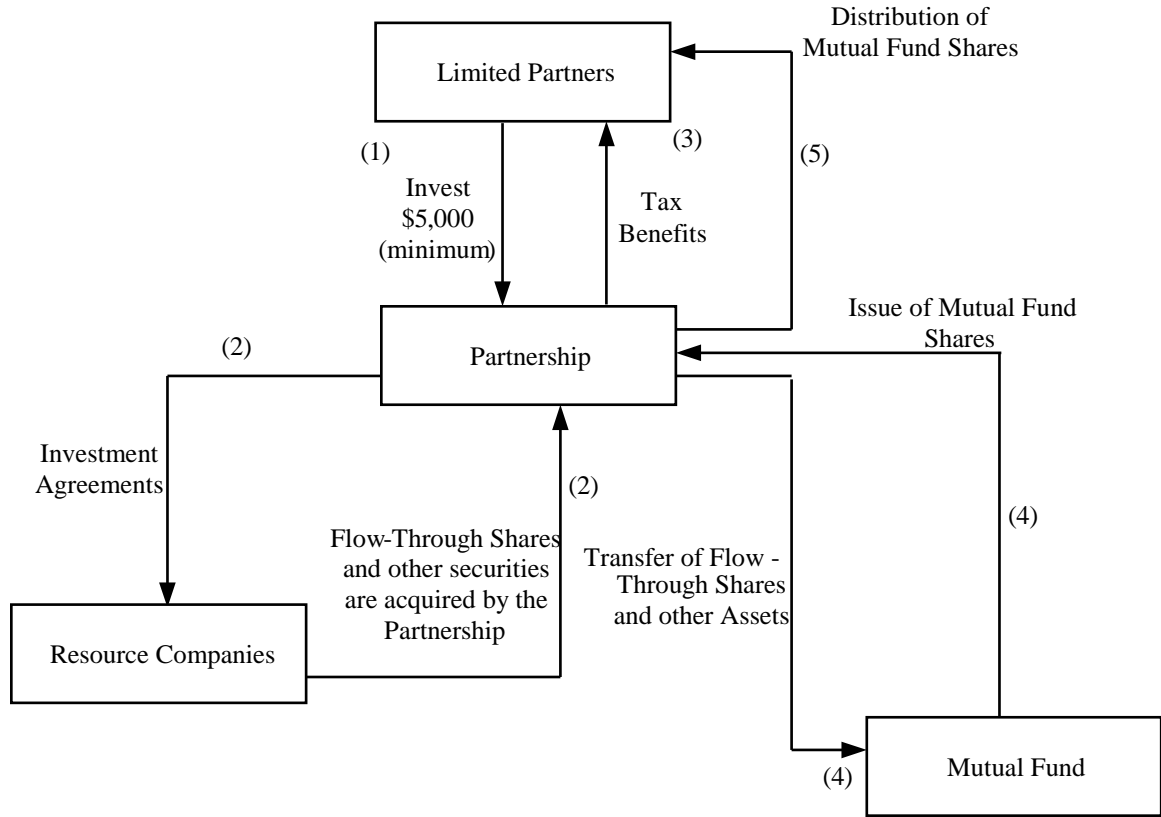 Distribution of
Mutual Fund Shares
Limited Partners
(1)
(3)
(5)
Invest
$5,000
(minimum)
Tax
Benefits
Issue of Mutual Fund
Shares
(2)
Partnership
Investment
Agreements
(2)
(4)
Flow-Through Shares
and other securities
are acquired by the
Partnership
Transfer of Flow -
Through Shares
and other Assets
Resource Companies
(4)
Mutual Fund